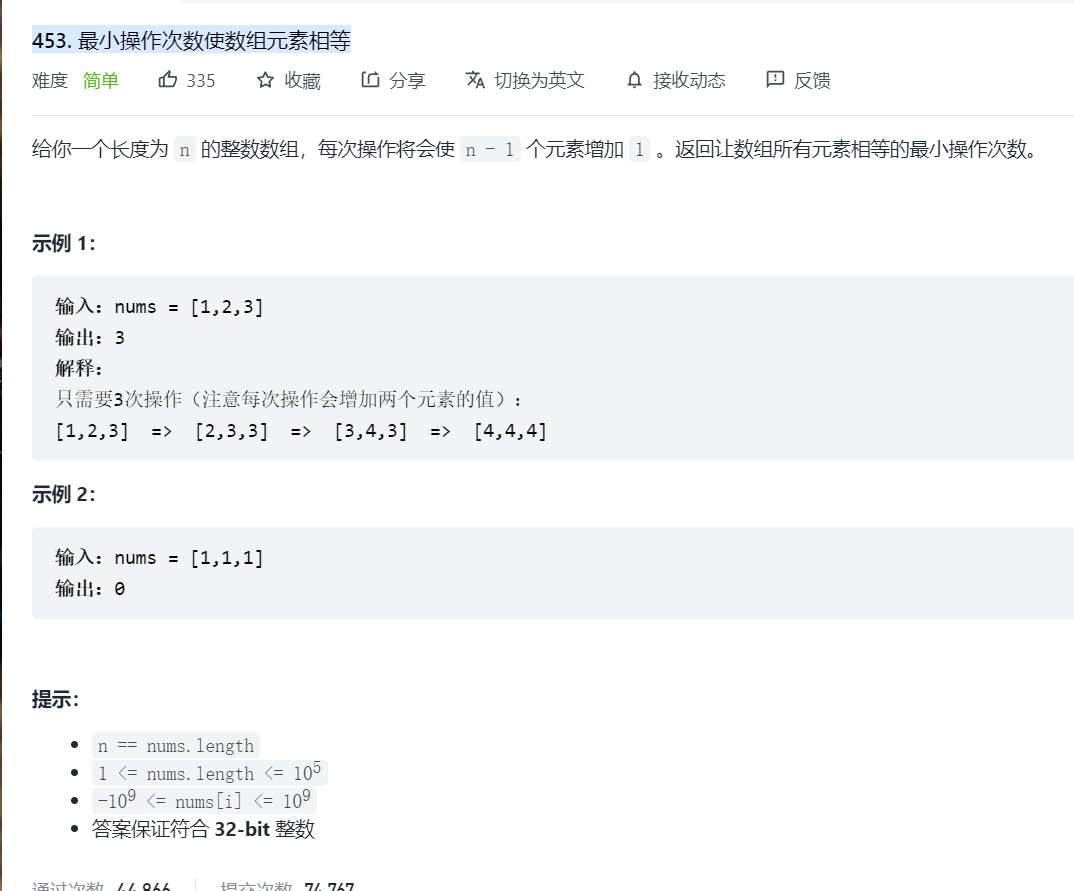 453. 最小操作次数使数组元素相等
难度 简单 335 收藏 分享 切换为英文 接收动态 反馈
给你一个长度为 n 的整数数组，每次操作将会使 n - 1 个元素增加 1 。返回让数组所有元素相等的最小操作次数。
示例 1：
输入：nums = [1,2,3]
输出：3
解释：
只需要3次操作（注意每次操作会增加两个元素的值）：
[1,2,3]  =>  [2,3,3]  =>  [3,4,3]  =>  [4,4,4]
示例 2：
输入：nums = [1,1,1]
输出：0
提示：
n == nums.length
1 <= nums.length <= 10⁵
-10⁹ <= nums[i] <= 10⁹
答案保证符合 32-bit 整数
通过次数 44,866 提交次数 74,767